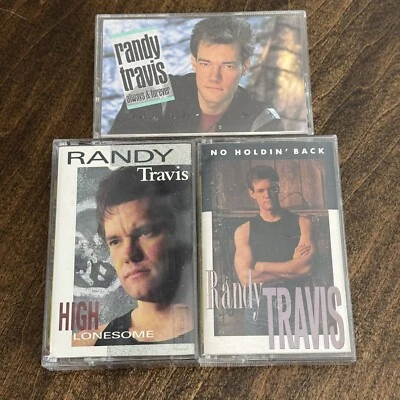 randy
travis
always & forever
RANDY
Travis
HIGH
LONESOME
NO HOLDIN' BACK
Randy
TRAVIS